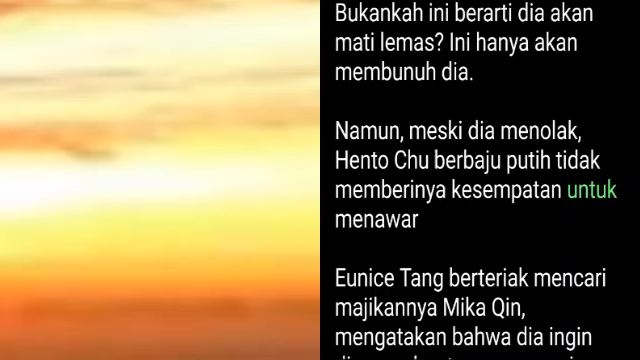 Bukankah ini berarti dia akan
mati lemas? Ini hanya akan
membunuh dia.
Namun, meski dia menolak,
Hento Chu berbaju putih tidak
memberinya kesempatan untuk
menawar
Eunice Tang berteriak mencari
majikannya Mika Qin,
mengatakan bahwa dia ingin